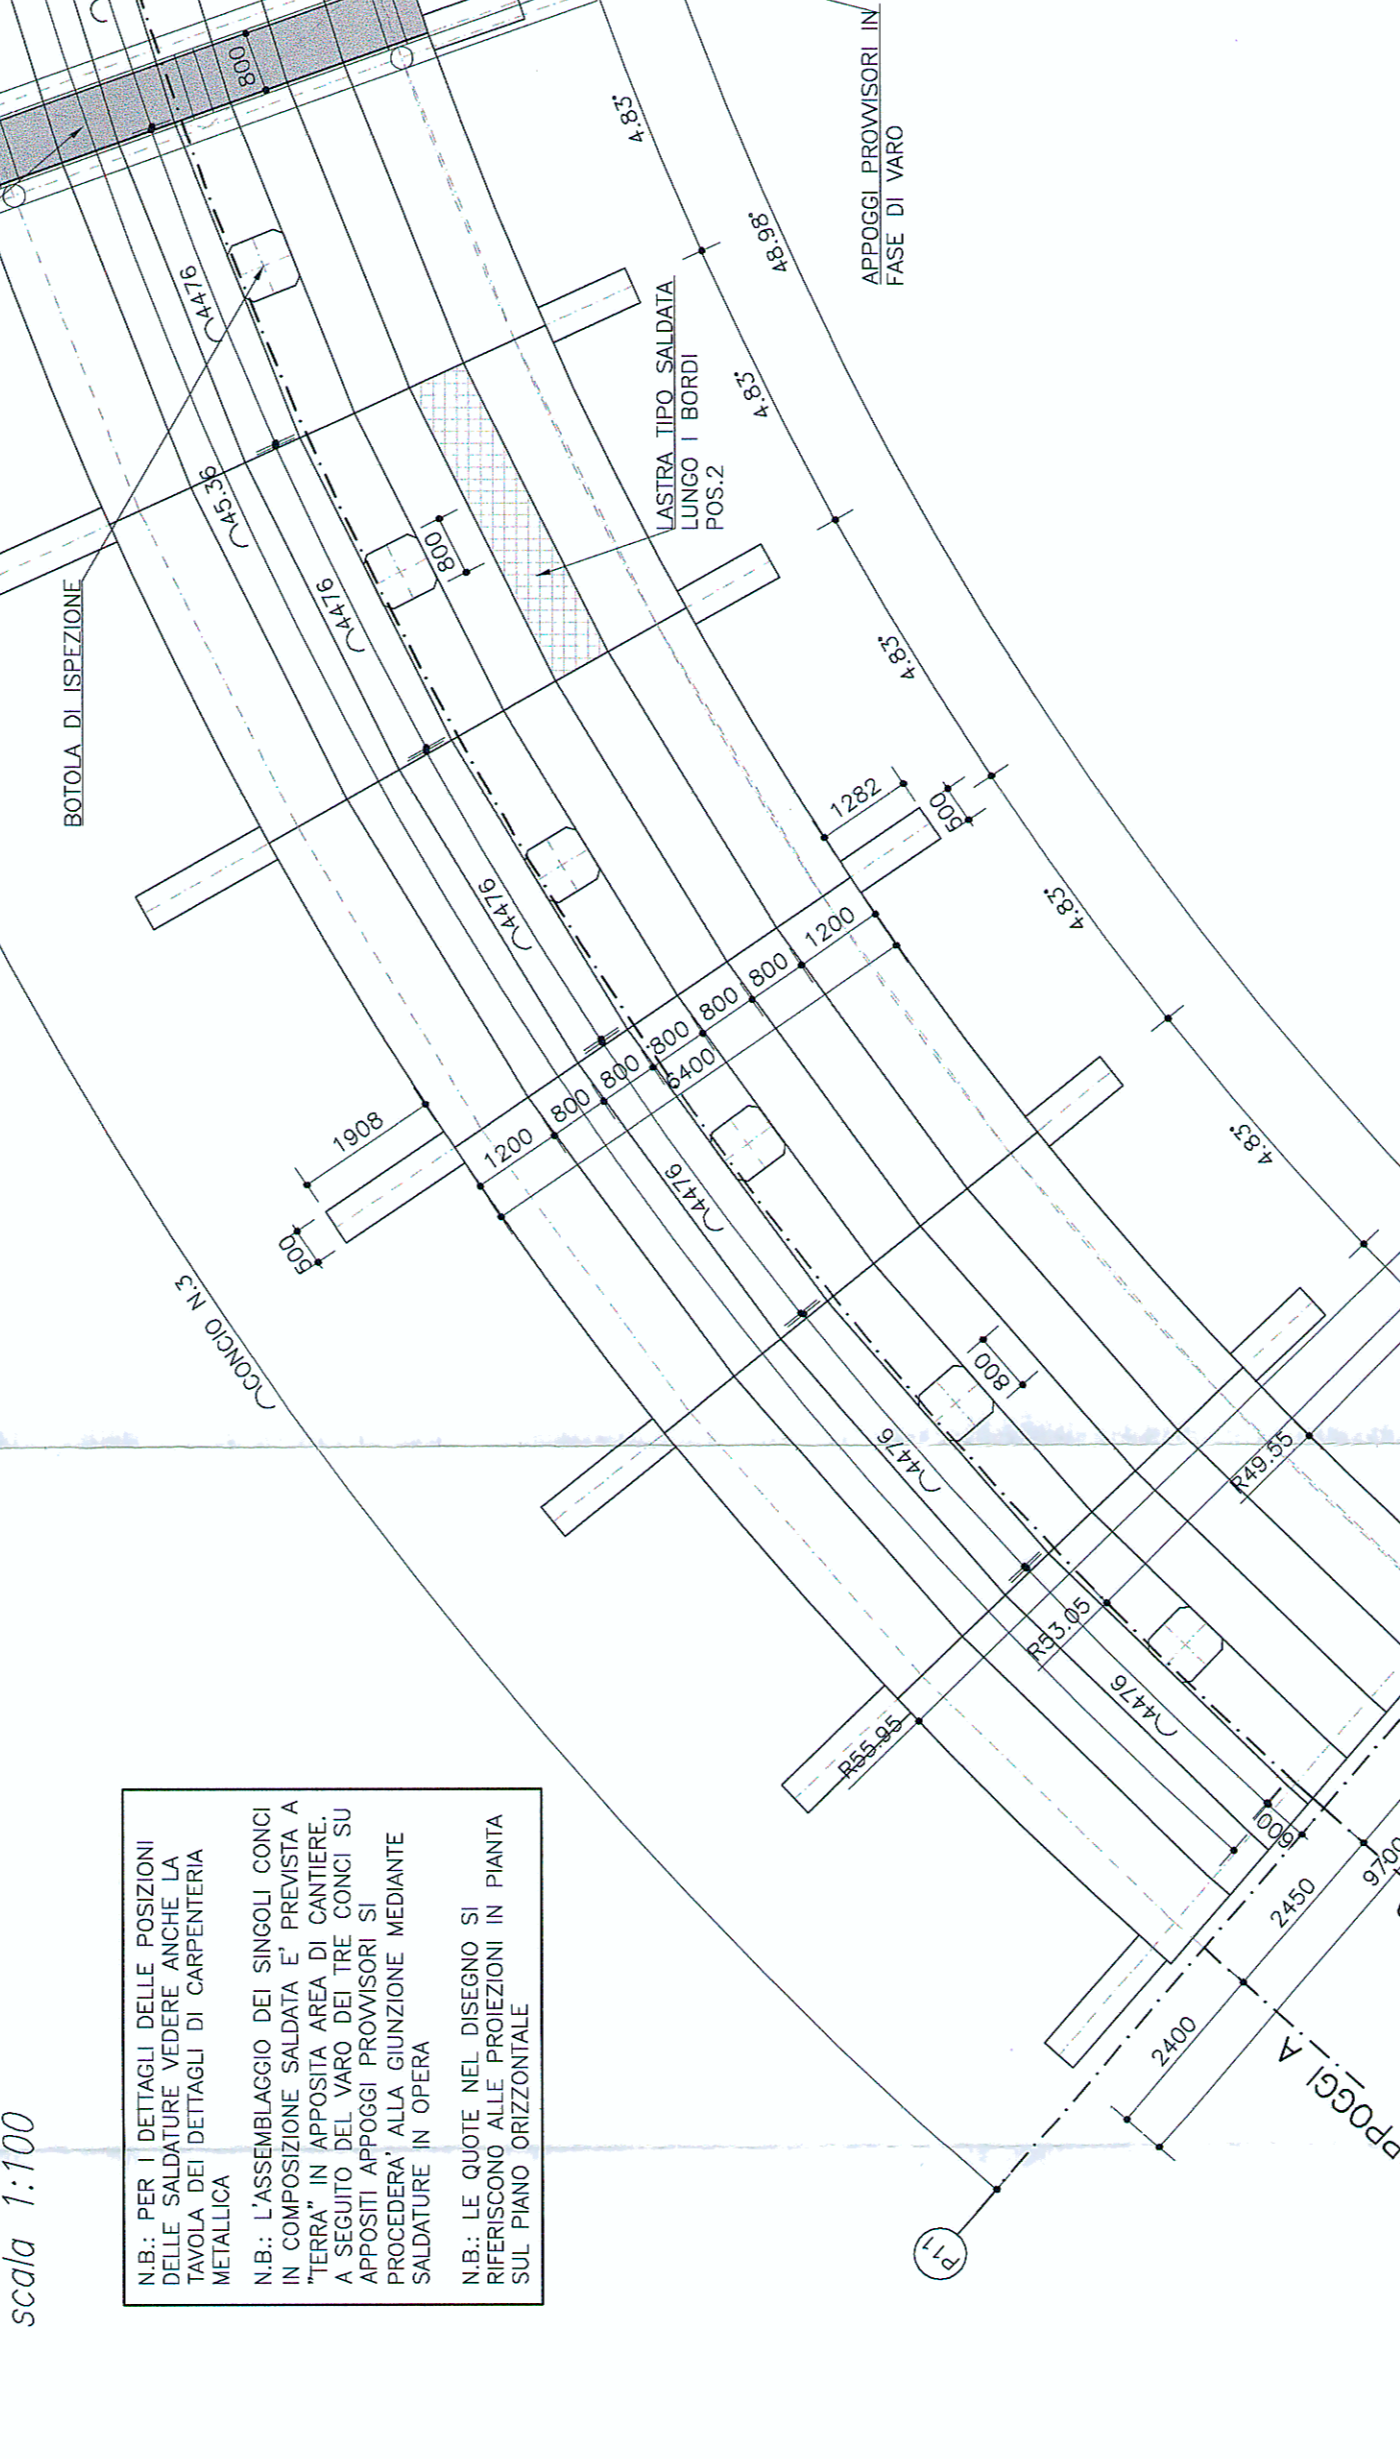 scala 1:100
N.B.: PER I DETTAGLI DELLE POSIZIONI
DELLE SALDATURE VEDERE ANCHE LA
TAVOLA DEI DETTAGLI DI CARPENTERIA
METALLICA
N.B.: L'ASSEMBLAGGIO DEI SINGOLI CONCI
IN COMPOSIZIONE SALDATA E' PREVISTA A
"TERRA" IN APPOSITA AREA DI CANTIERE.
A SEGUITO DEL VARO DEI TRE CONCI SU
APPOSITI APPOGGI PROVVISORI SI
PROCEDERA' ALLA GIUNZIONE MEDIANTE
SALDATURE IN OPERA
N.B.: LE QUOTE NEL DISEGNO SI
RIFERISCONO ALLE PROIEZIONI IN PIANTA
SUL PIANO ORIZZONTALE
BOTOLA DI ISPEZIONE
CONCIO N.3
LASTRA TIPO SALDATA
LUNGO I BORDI
POS.2
APPOGGI PROVVISORI IN
FASE DI VARO
800
4476
45.36
4476
4476
4476
4476
4476
800
800
4.83°
4.83°
4.83°
4.83°
4.83°
48.98°
1908
500
1282
500
1200
800
800
800
800
800
1200
6400
R55.95
R53.05
R49.55
600
2450
2400
9700
PPOGGI A
P11